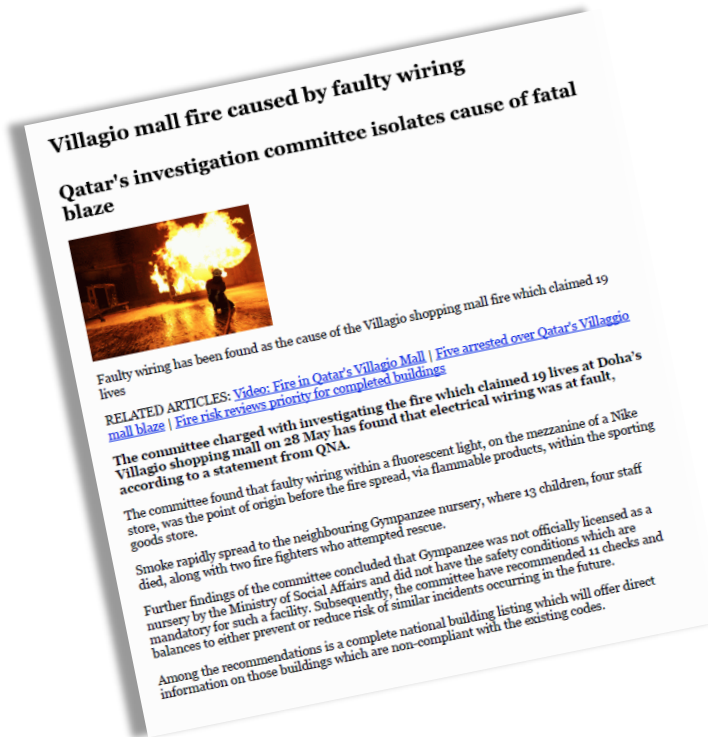 Villagio mall fire caused by faulty wiring
Qatar's investigation committee isolates cause of fatal
blaze
Faulty wiring has been found as the cause of the Villagio shopping mall fire which claimed 19
lives
RELATED ARTICLES: Video: Fire in Qatar's Villagio Mall | Five arrested over Qatar's Villaggio
mall blaze | Fire risk reviews priority for completed buildings
The committee charged with investigating the fire which claimed 19 lives at Doha's
Villagio shopping mall on 28 May has found that electrical wiring was at fault,
according to a statement from QNA.
The committee found that faulty wiring within a fluorescent light, on the mezzanine of a Nike
store, was the point of origin before the fire spread, via flammable products, within the sporting
goods store.
Smoke rapidly spread to the neighbouring Gympanzee nursery, where 13 children, four staff
died, along with two fire fighters who attempted rescue.
Further findings of the committee concluded that Gympanzee was not officially licensed as a
nursery by the Ministry of Social Affairs and did not have the safety conditions which are
mandatory for such a facility. Subsequently, the committee have recommended 11 checks and
balances to either prevent or reduce risk of similar incidents occurring in the future.
Among the recommendations is a complete national building listing which will offer direct
information on those buildings which are non-compliant with the existing codes.